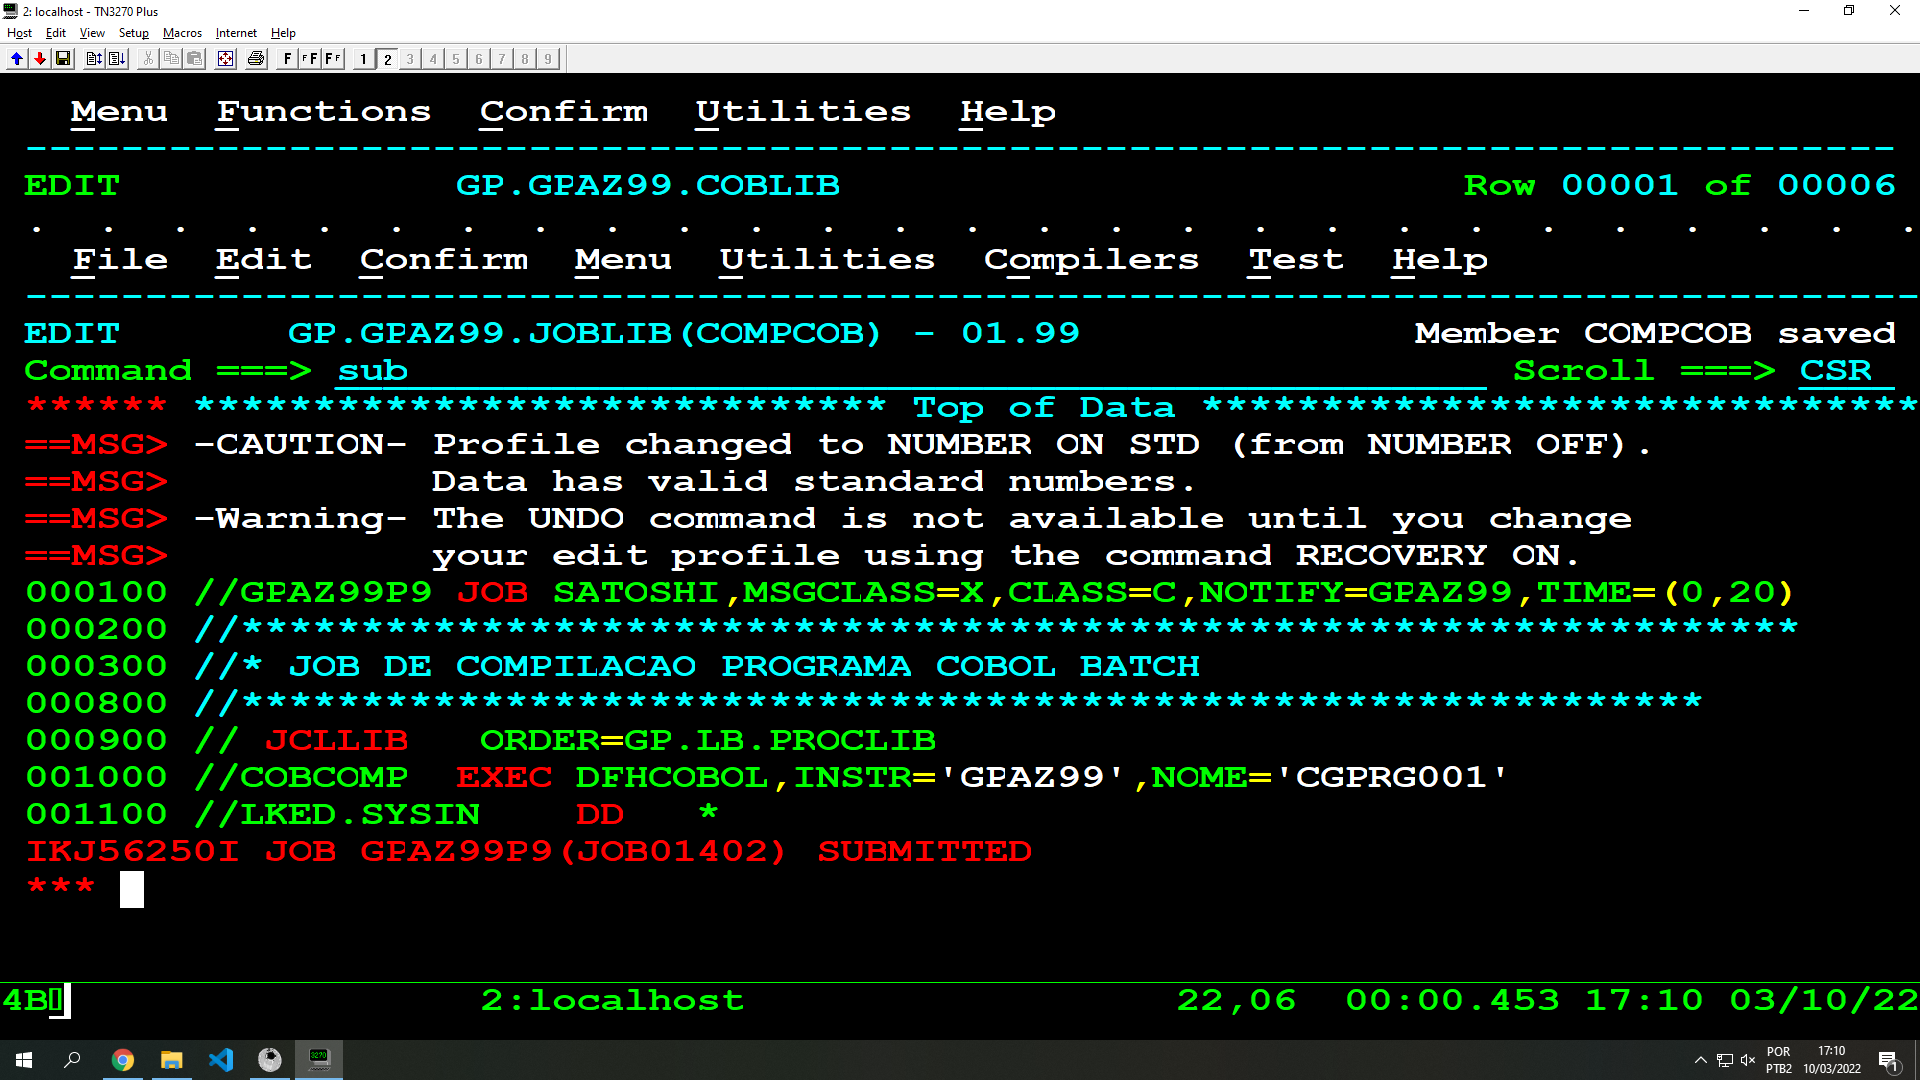 2: localhost - TN3270 Plus
Host Edit View Setup Macros Internet Help
F FF FF 1 2 3 4 5 6 7 8 9
Menu Functions Confirm Utilities Help
------------------------------------------------------------------------------
EDIT GP.GPAZ99.COBLIB Row 00001 of 00006
. . . . . . . . . . . . . . . . . . . . . . . . . . .
File Edit Confirm Menu Utilities Compilers Test Help
-------------------------------------------------------------------------------
EDIT GP.GPAZ99.JOBLIB(COMPCOB) - 01.99 Member COMPCOB saved
Command ===> sub Scroll ===> CSR
****** ***************************** Top of Data ******************************
==MSG> -CAUTION- Profile changed to NUMBER ON STD (from NUMBER OFF).
==MSG> Data has valid standard numbers.
==MSG> -Warning- The UNDO command is not available until you change
==MSG> your edit profile using the command RECOVERY ON.
000100 //GPAZ99P9 JOB SATOSHI,MSGCLASS=X,CLASS=C,NOTIFY=GPAZ99,TIME=(0,20)
000200 //*****************************************************************
000300 //* JOB DE COMPILACAO PROGRAMA COBOL BATCH
000800 //*************************************************************
000900 // JCLLIB ORDER=GP.LB.PROCLIB
001000 //COBCOMP EXEC DFHCOBOL,INSTR='GPAZ99',NOME='CGPRG001'
001100 //LKED.SYSIN DD *
IKJ56250I JOB GPAZ99P9(JOB01402) SUBMITTED
***
4B 2:localhost 22,06 00:00.453 17:10 03/10/22
3270
POR
PTB2
17:10
10/03/2022
1